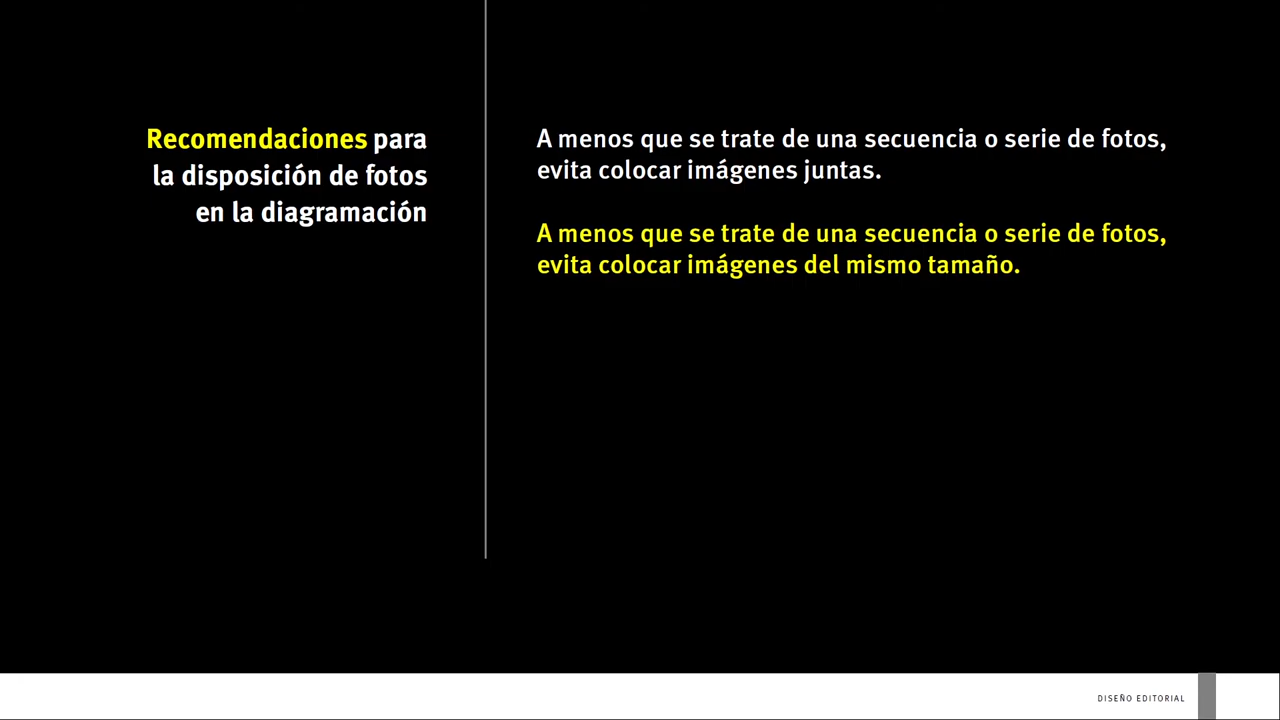 Recomendaciones para
la disposición de fotos
en la diagramación
A menos que se trate de una secuencia o serie de fotos,
evita colocar imágenes juntas.
A menos que se trate de una secuencia o serie de fotos,
evita colocar imágenes del mismo tamaño.
DISEÑO EDITORIAL